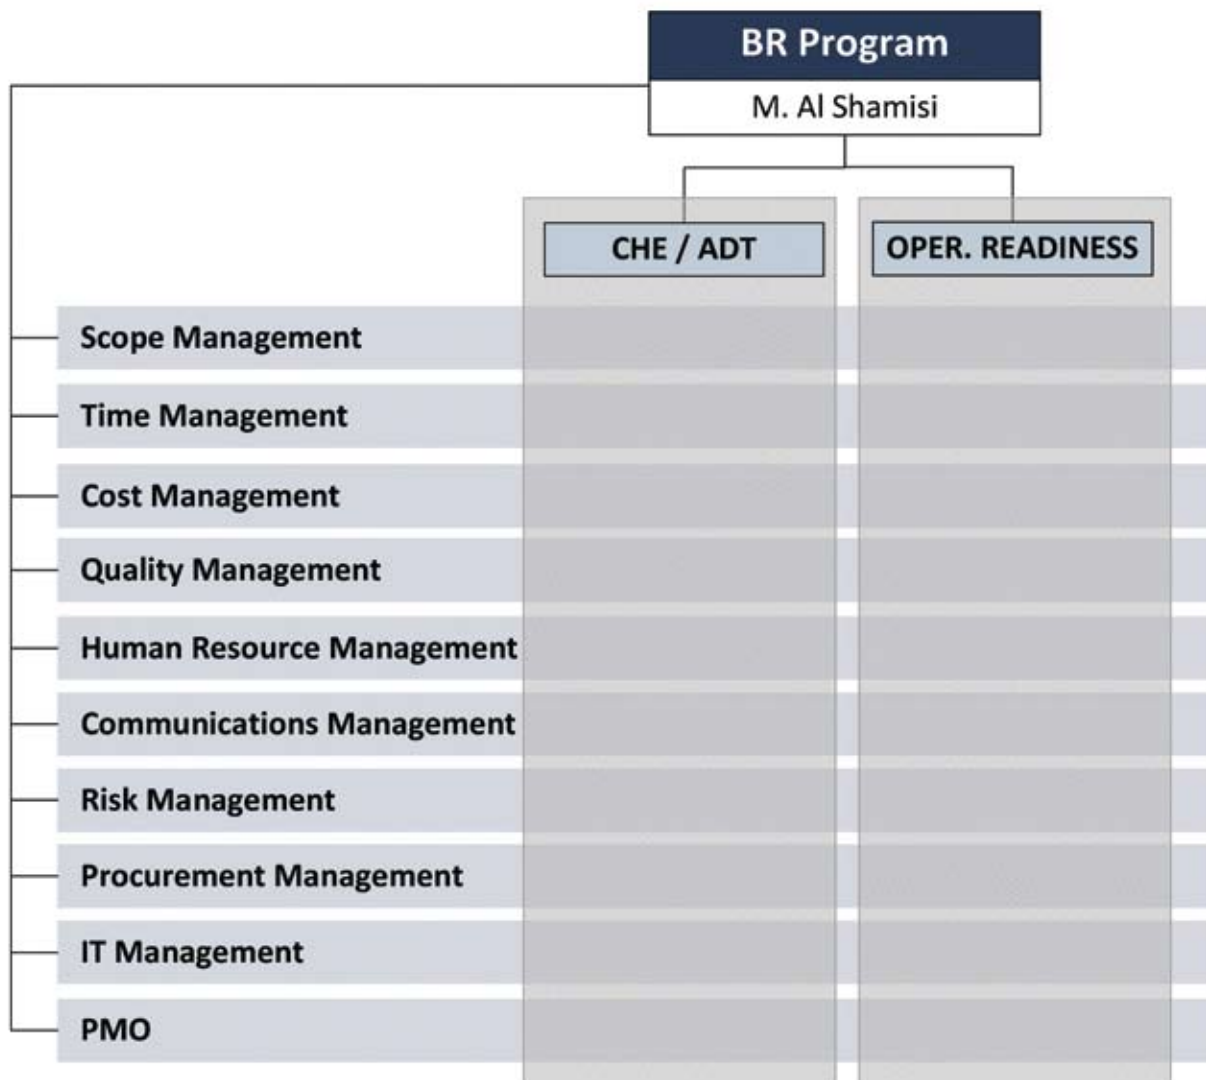 BR Program
M. Al Shamisi
CHE / ADT
OPER. READINESS
Scope Management
Time Management
Cost Management
Quality Management
Human Resource Management
Communications Management
Risk Management
Procurement Management
IT Management
PMO